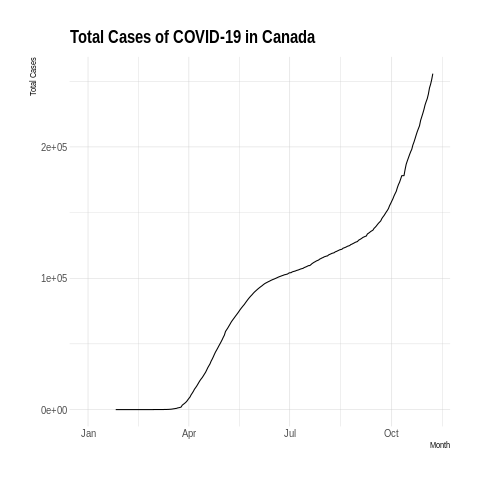 Total Cases of COVID-19 in Canada
Total Cases
2e+05
1e+05
0e+00
Jan Apr Jul Oct
Month